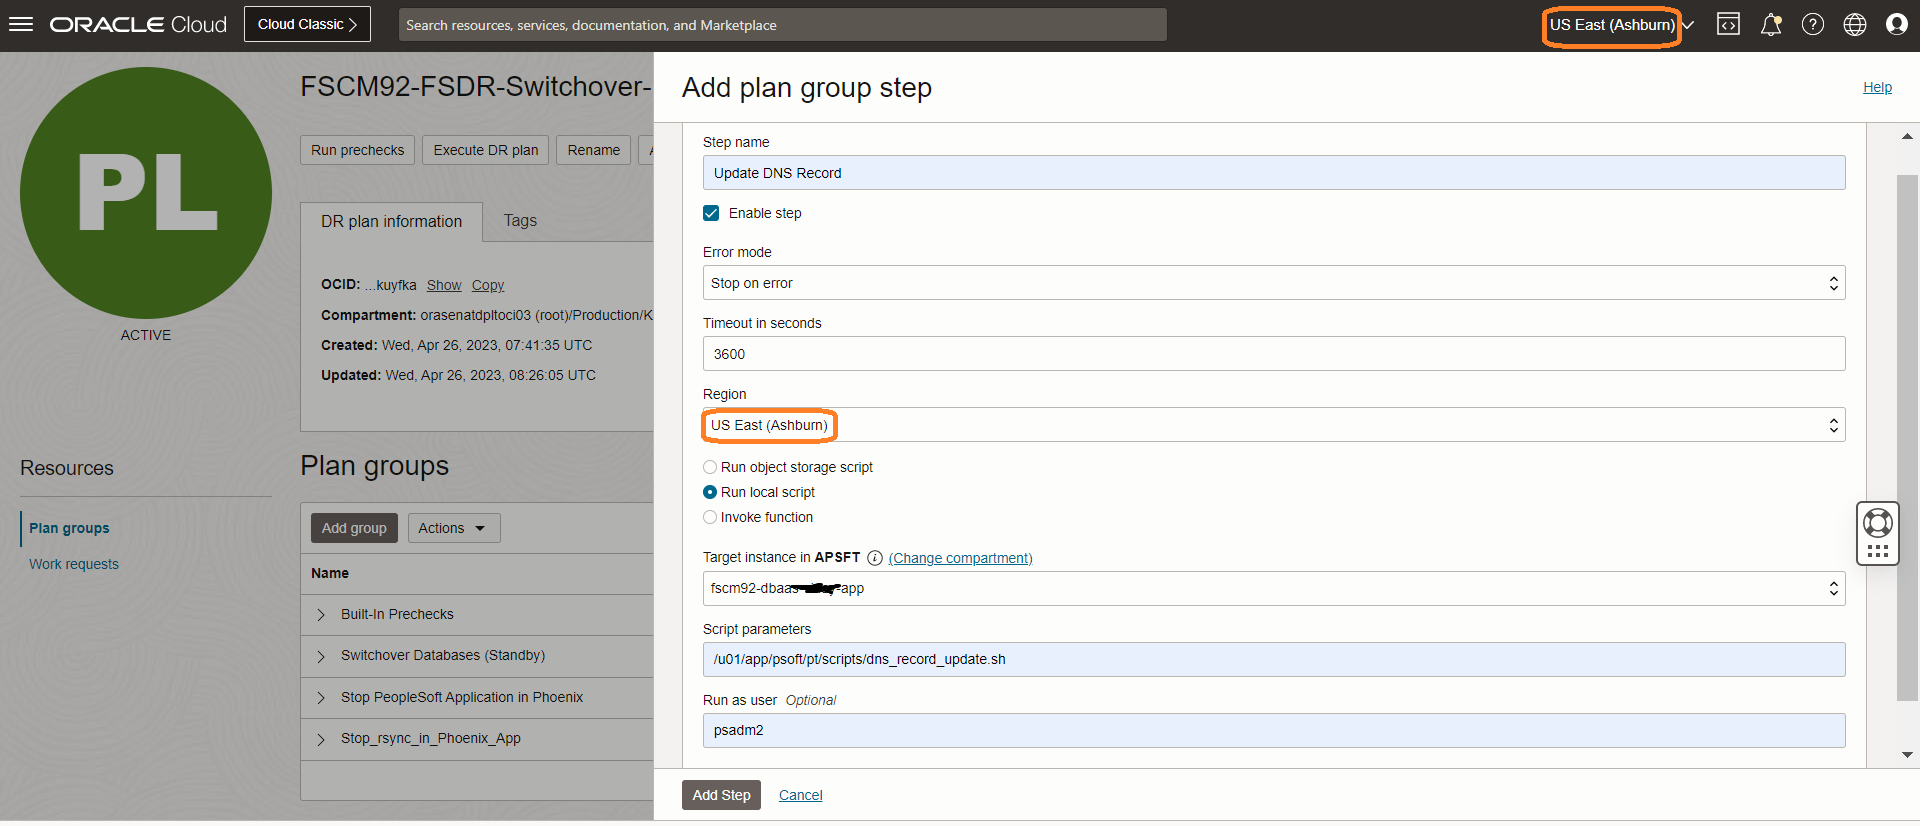 ORACLE Cloud
Cloud Classic
Search resources, services, documentation, and Marketplace
US East (Ashburn)
PL
ACTIVE
FSCM92-FSDR-Switchover-
Run prechecks
Execute DR plan
Rename
DR plan information
Tags
OCID: ...kuyfka Show Copy
Compartment: orasenatdpltoci03 (root)/Production/K
Created: Wed, Apr 26, 2023, 07:41:35 UTC
Updated: Wed, Apr 26, 2023, 08:26:05 UTC
Resources
Plan groups
Work requests
Plan groups
Add group
Actions
Name
Built-In Prechecks
Switchover Databases (Standby)
Stop PeopleSoft Application in Phoenix
Stop_rsync_in_Phoenix_App
Add plan group step
Help
Step name
Update DNS Record
Enable step
Error mode
Stop on error
Timeout in seconds
3600
Region
US East (Ashburn)
Run object storage script
Run local script
Invoke function
Target instance in APSFT (Change compartment)
fscm92-dbaas -app
Script parameters
/u01/app/psoft/pt/scripts/dns_record_update.sh
Run as user Optional
psadm2
Add Step
Cancel